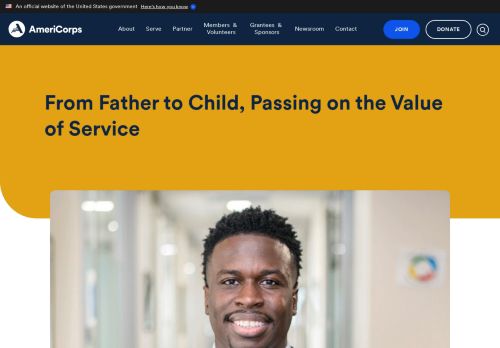 An official website of the United States government Here's how you know
AmeriCorps
About Serve Partner Members & Volunteers Grantees & Sponsors Newsroom Contact JOIN DONATE
From Father to Child, Passing on the Value
of Service